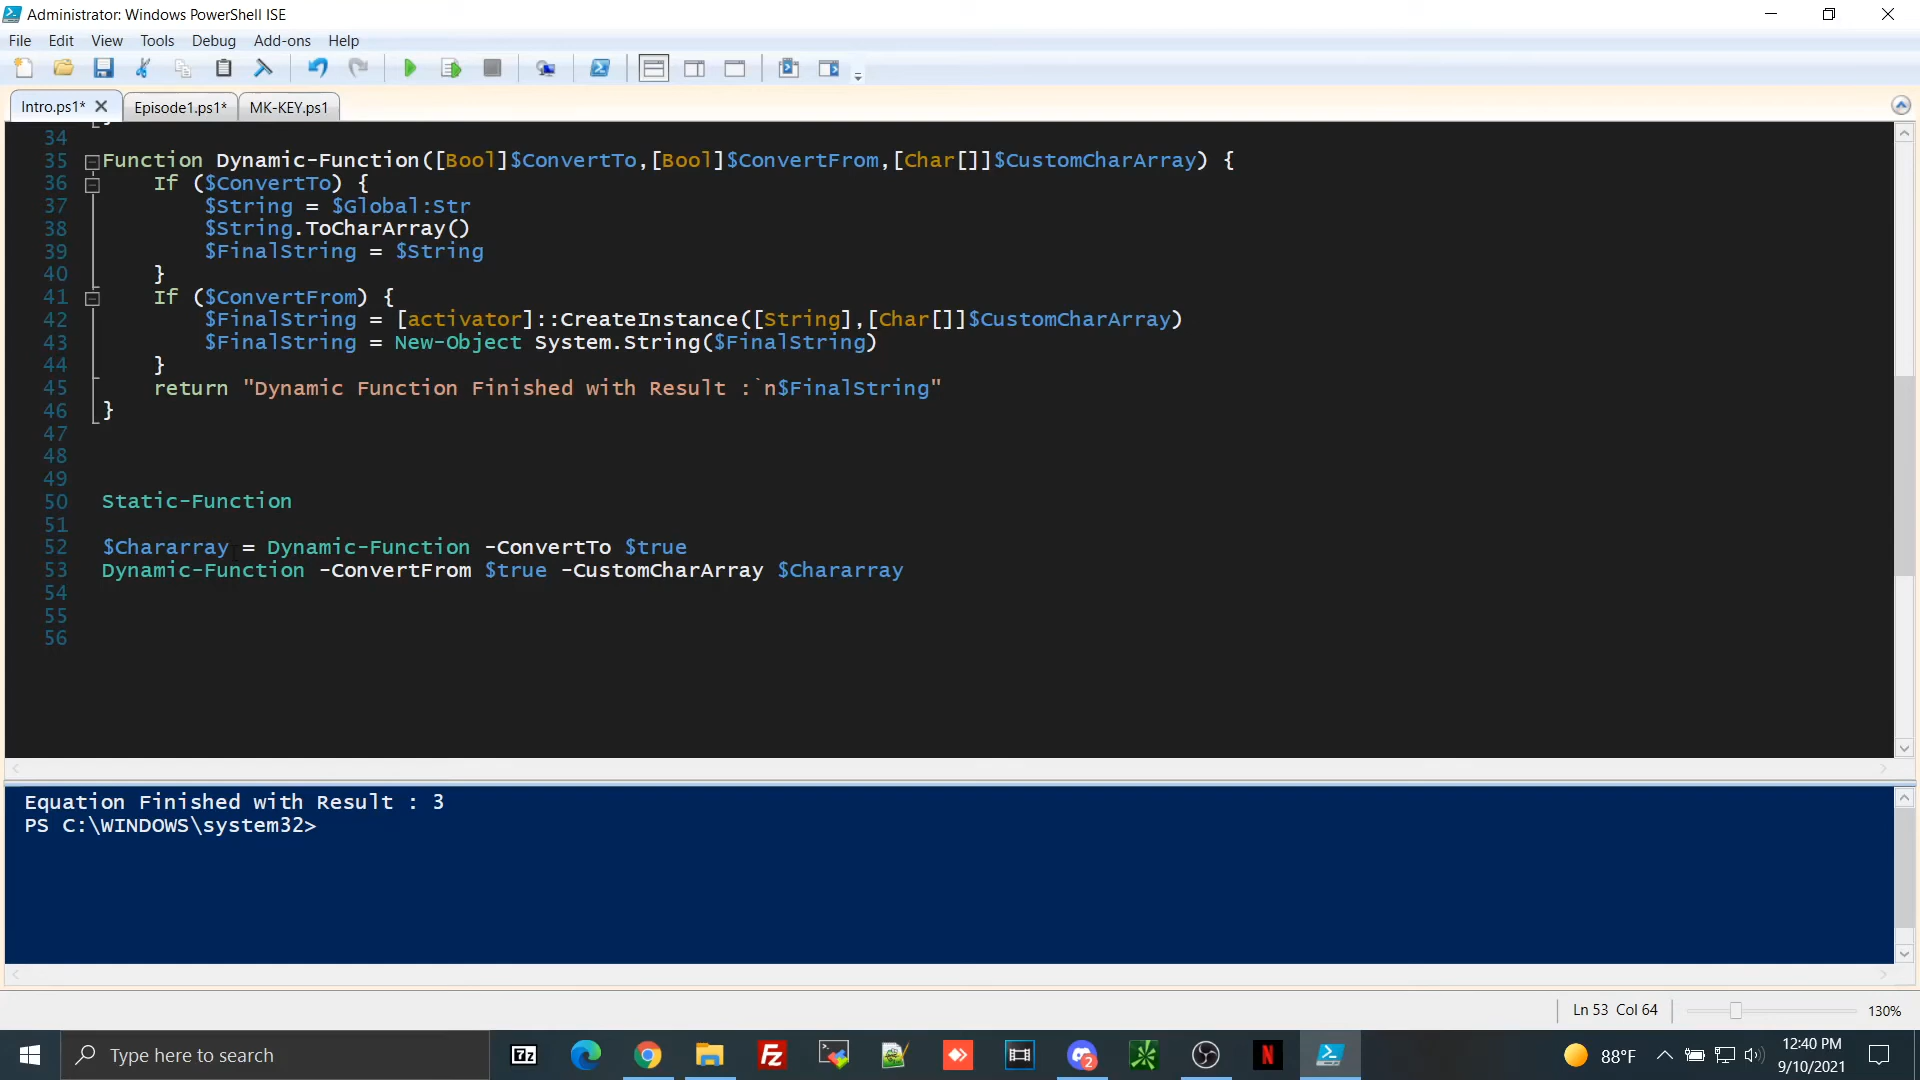 Administrator: Windows PowerShell ISE
File Edit View Tools Debug Add-ons Help
Intro.ps1* Episode1.ps1* MK-KEY.ps1
34
35 Function Dynamic-Function([Bool]$ConvertTo,[Bool]$ConvertFrom,[Char[]]$CustomCharArray) {
36 If ($ConvertTo) {
37 $String = $Global:Str
38 $String.ToCharArray()
39 $FinalString = $String
40 }
41 If ($ConvertFrom) {
42 $FinalString = [activator]::CreateInstance([String],[Char[]]$CustomCharArray)
43 $FinalString = New-Object System.String($FinalString)
44 }
45 return "Dynamic Function Finished with Result :`n$FinalString"
46 }
47
48
49
50 Static-Function
51
52 $Chararray = Dynamic-Function -ConvertTo $true
53 Dynamic-Function -ConvertFrom $true -CustomCharArray $Chararray
54
55
56
Equation Finished with Result : 3
PS C:\WINDOWS\system32>
Ln 53 Col 64 130%
Type here to search 7z Fz 2 N 88°F 12:40 PM
9/10/2021